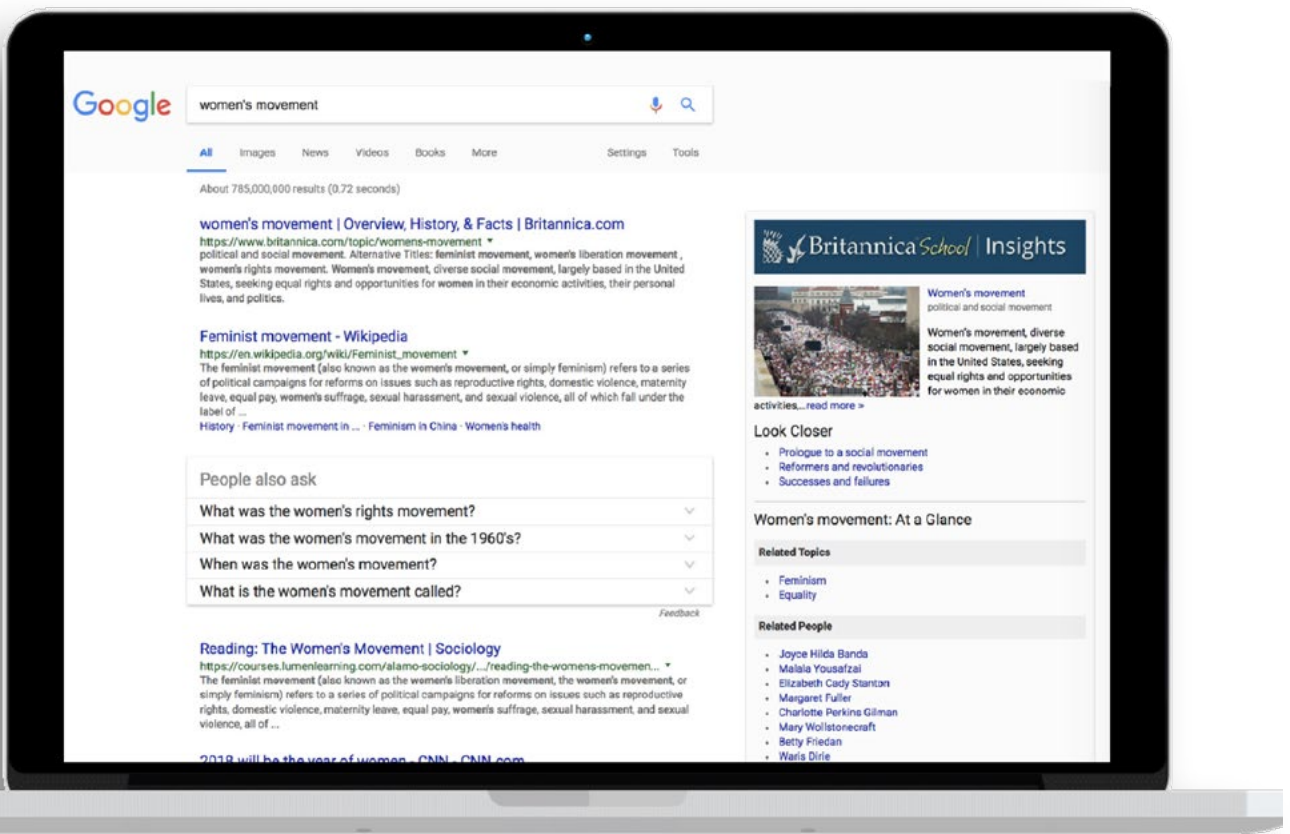 Google
women's movement
All Images News Videos Books More Settings Tools
About 785,000,000 results (0.72 seconds)
women's movement | Overview, History, & Facts | Britannica.com
https://www.britannica.com/topic/womens-movement
political and social movement. Alternative Titles: feminist movement, women's liberation movement ,
women's rights movement. Women's movement, diverse social movement, largely based in the United
States, seeking equal rights and opportunities for women in their economic activities, their personal
lives, and politics.
Feminist movement - Wikipedia
https://en.wikipedia.org/wiki/Feminist_movement
The feminist movement (also known as the women's movement, or simply feminism) refers to a series
of political campaigns for reforms on issues such as reproductive rights, domestic violence, maternity
leave, equal pay, women's suffrage, sexual harassment, and sexual violence, all of which fall under the
label of ...
History · Feminist movement in ... · Feminism in China · Women's health
People also ask
What was the women's rights movement?
What was the women's movement in the 1960's?
When was the women's movement?
What is the women's movement called?
Feedback
Reading: The Women's Movement | Sociology
https://courses.lumenlearning.com/alamo-sociology/.../reading-the-womens-movemen...
The feminist movement (also known as the women's liberation movement, the women's movement, or
simply feminism) refers to a series of political campaigns for reforms on issues such as reproductive
rights, domestic violence, maternity leave, equal pay, women's suffrage, sexual harassment, and sexual
violence, all of ...
2018 will be the year of women - CNN - CNN.com
Britannica School | Insights
Women's movement
political and social movement
Women's movement, diverse
social movement, largely based
in the United States, seeking
equal rights and opportunities
for women in their economic
activities,...read more »
Look Closer
Prologue to a social movement
Reformers and revolutionaries
Successes and failures
Women's movement: At a Glance
Related Topics
Feminism
Equality
Related People
Joyce Hilda Banda
Malala Yousafzai
Elizabeth Cady Stanton
Margaret Fuller
Charlotte Perkins Gilman
Mary Wollstonecraft
Betty Friedan
Waris Dirie